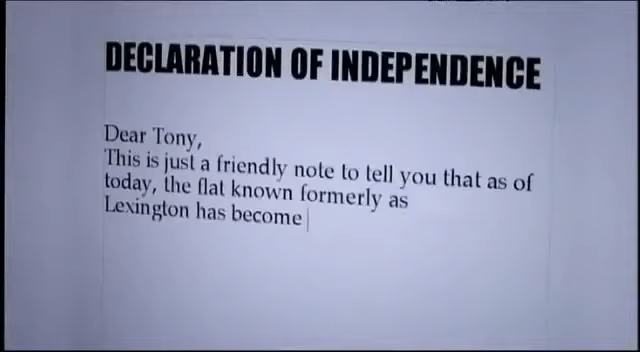 DECLARATION OF INDEPENDENCE
Dear Tony,
This is just a friendly note to tell you that as of
today, the flat known formerly as
Lexington has become